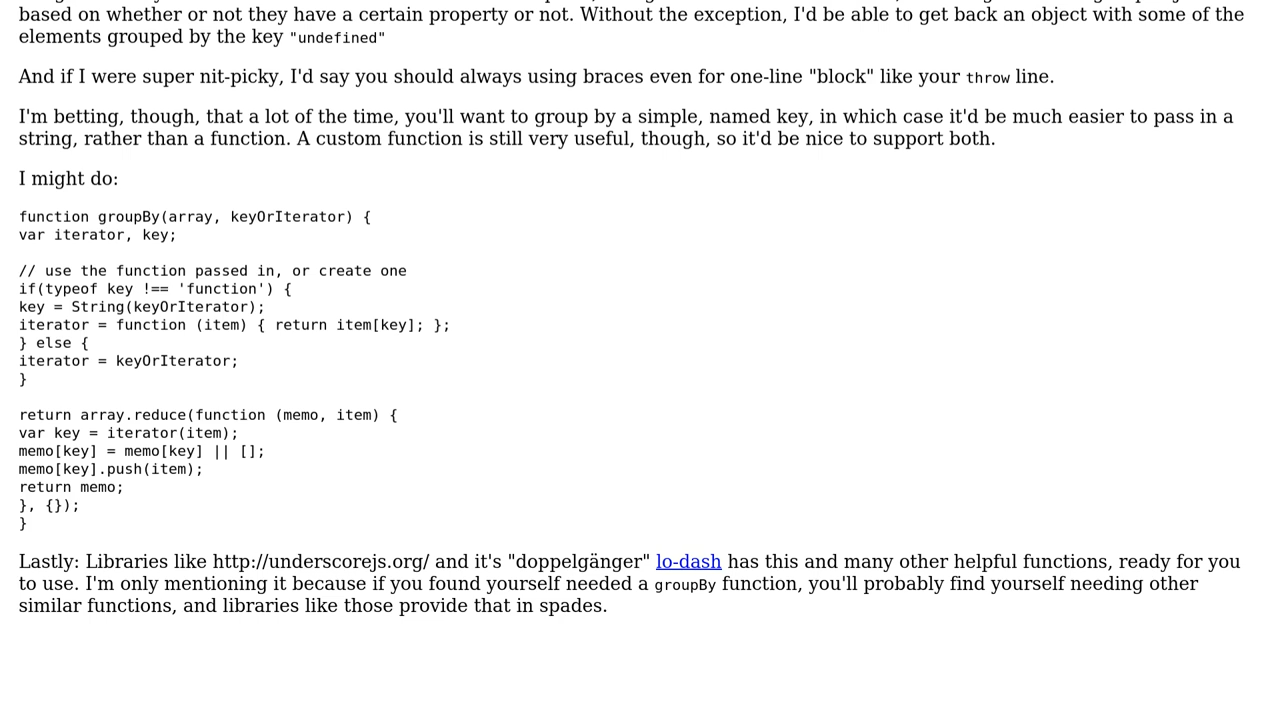 based on whether or not they have a certain property or not. Without the exception, I'd be able to get back an object with some of the
elements grouped by the key "undefined"
And if I were super nit-picky, I'd say you should always using braces even for one-line "block" like your throw line.
I'm betting, though, that a lot of the time, you'll want to group by a simple, named key, in which case it'd be much easier to pass in a
string, rather than a function. A custom function is still very useful, though, so it'd be nice to support both.
I might do:
function groupBy(array, keyOrIterator) {
var iterator, key;
// use the function passed in, or create one
if(typeof key !== 'function') {
key = String(keyOrIterator);
iterator = function (item) { return item[key]; };
} else {
iterator = keyOrIterator;
}
return array.reduce(function (memo, item) {
var key = iterator(item);
memo[key] = memo[key] || [];
memo[key].push(item);
return memo;
}, {});
}
Lastly: Libraries like http://underscorejs.org/ and it's "doppelgänger" lo-dash has this and many other helpful functions, ready for you
to use. I'm only mentioning it because if you found yourself needed a groupBy function, you'll probably find yourself needing other
similar functions, and libraries like those provide that in spades.